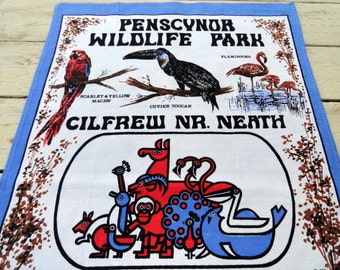 PENSCYNOR
WILDLIFE PARK
FLAMINGOES
SCARLET & YELLOW
MACAW
CUVIER TOUCAN
CILFREW NR. NEATH